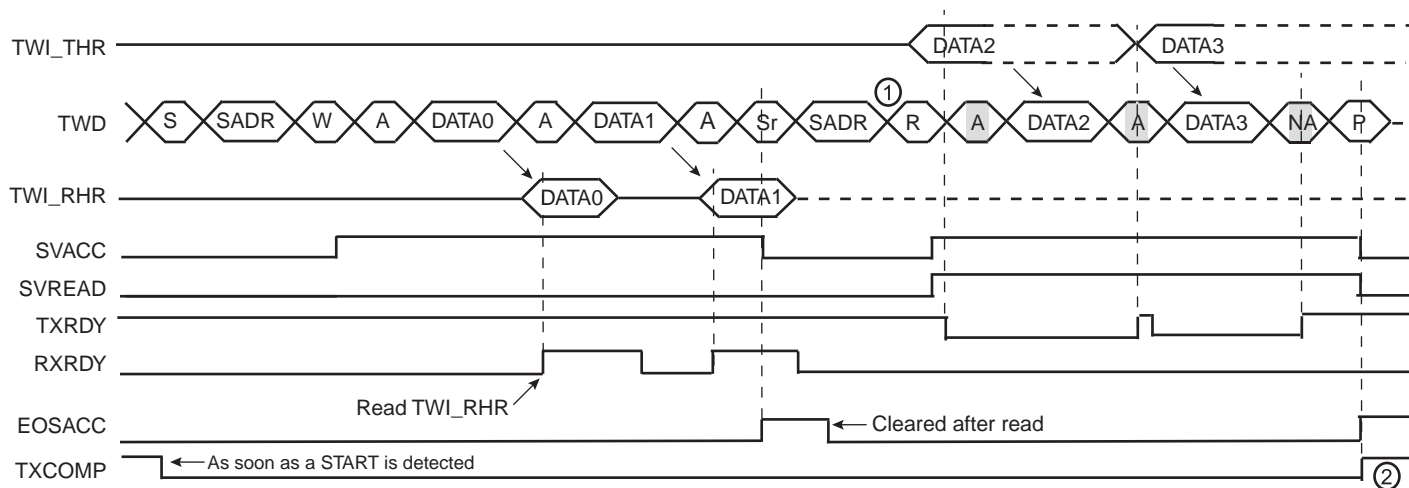 TWI_THR DATA2 DATA3
①
TWD S SADR W A DATA0 A DATA1 A Sr SADR R A DATA2 A DATA3 NA P
TWI_RHR DATA0 DATA1
SVACC
SVREAD
TXRDY
RXRDY
Read TWI_RHR
EOSACC Cleared after read
TXCOMP As soon as a START is detected ②